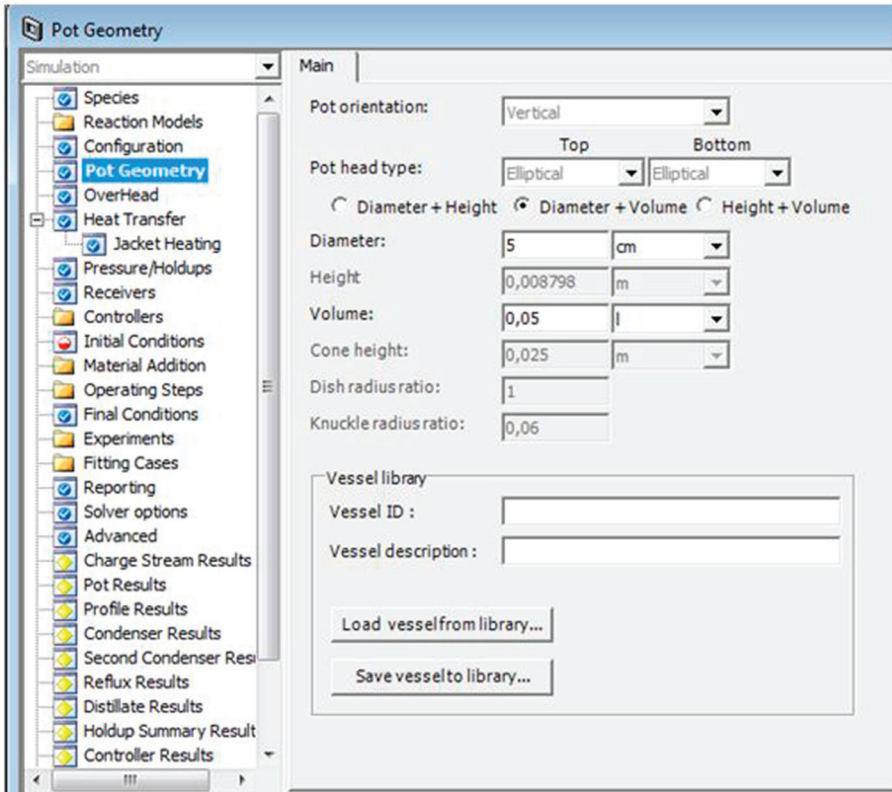 Pot Geometry
Simulation
Species
Reaction Models
Configuration
Pot Geometry
OverHead
Heat Transfer
Jacket Heating
Pressure/Holdups
Receivers
Controllers
Initial Conditions
Material Addition
Operating Steps
Final Conditions
Experiments
Fitting Cases
Reporting
Solver options
Advanced
Charge Stream Results
Pot Results
Profile Results
Condenser Results
Second Condenser Resu
Reflux Results
Distillate Results
Holdup Summary Result
Controller Results
Main
Pot orientation: Vertical
Top Bottom
Pot head type: Elliptical Elliptical
Diameter + Height Diameter + Volume Height + Volume
Diameter: 5 cm
Height 0,008798 m
Volume: 0,05 l
Cone height: 0,025 m
Dish radius ratio: 1
Knuckle radius ratio: 0,06
Vessel library
Vessel ID :
Vessel description :
Load vessel from library...
Save vessel to library...